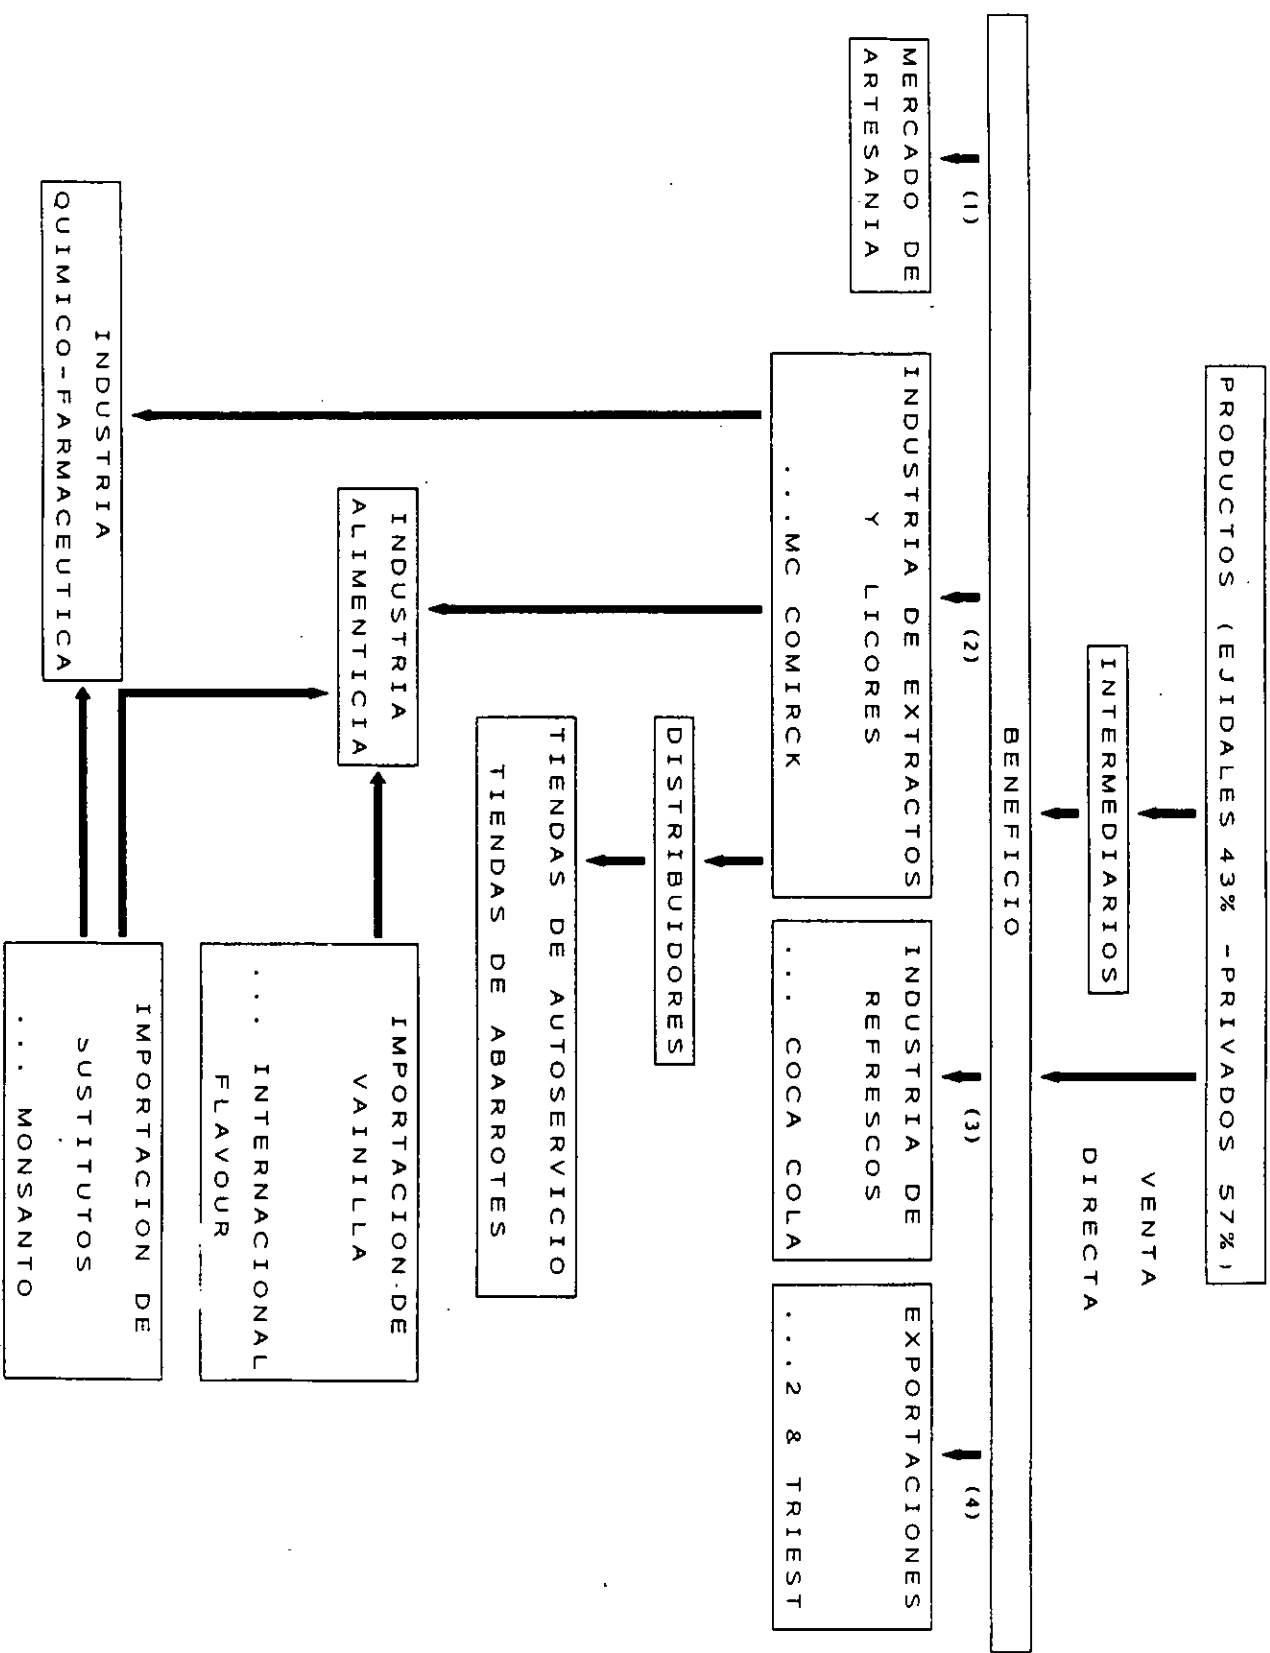 PRODUCTOS (EJIDALES 43% -PRIVADOS 57%)
VENTA
DIRECTA
INTERMEDIARIOS
BENEFICIO
(1)
(2)
(3)
(4)
MERCADO DE
ARTESANIA
INDUSTRIA DE EXTRACTOS
Y LICORES
...MC COMIRCK
INDUSTRIA DE
REFRESCOS
... COCA COLA
EXPORTACIONES
...2 & TRIEST
DISTRIBUIDORES
TIENDAS DE AUTOSERVICIO
TIENDAS DE ABARROTES
INDUSTRIA
ALIMENTICIA
IMPORTACION DE
VAINILLA
... INTERNACIONAL
FLAVOUR
INDUSTRIA
QUIMICO-FARMACEUTICA
IMPORTACION DE
SUSTITUTOS
... MONSANTO